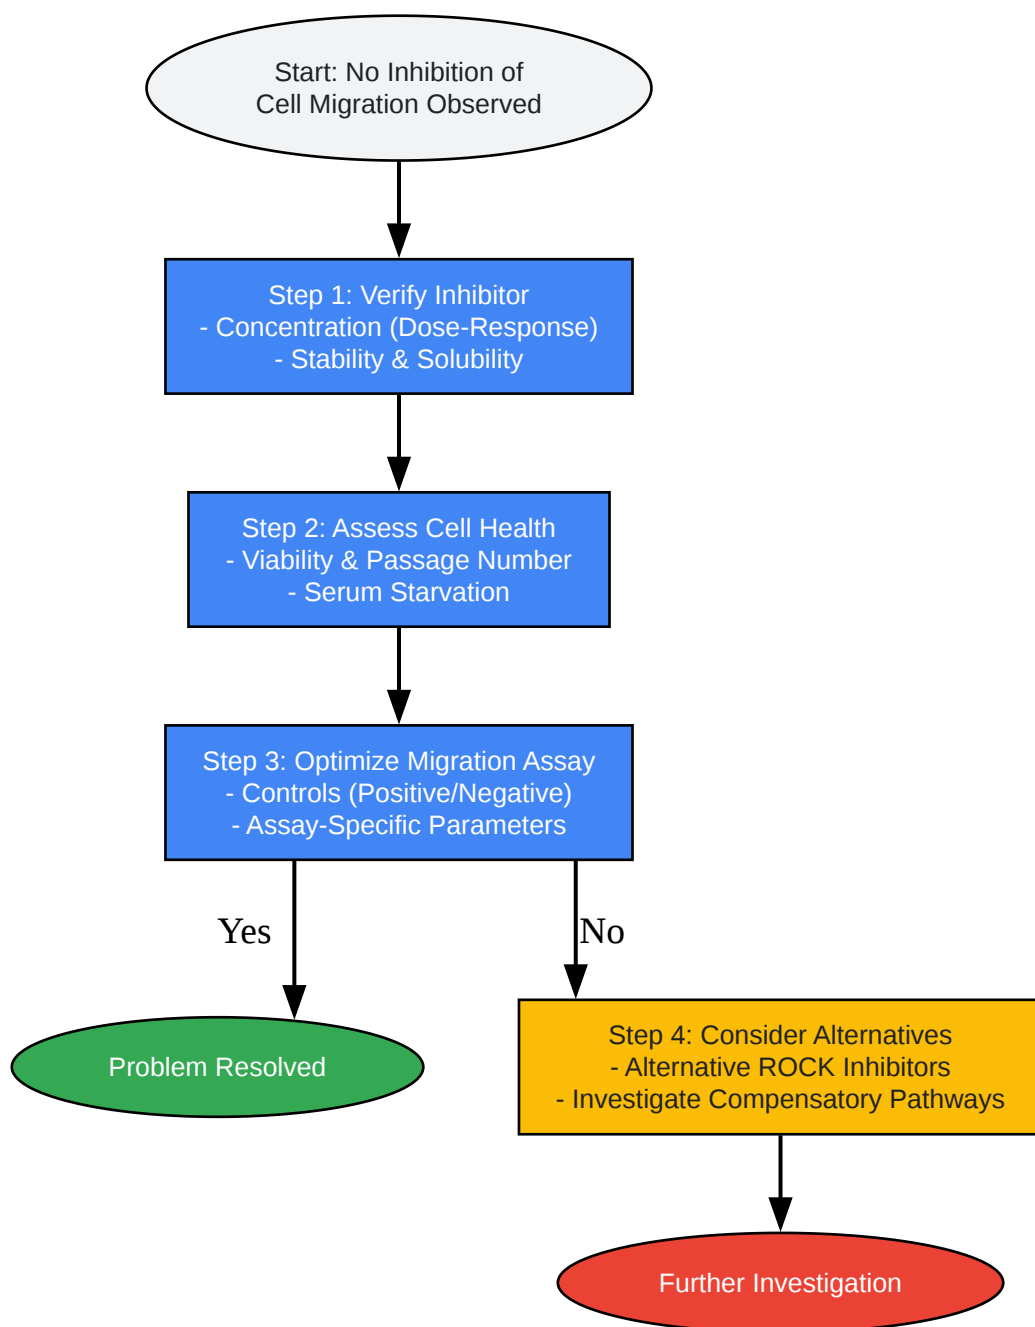 Start: No Inhibition of
Cell Migration Observed
Step 1: Verify Inhibitor
- Concentration (Dose-Response)
- Stability & Solubility
Step 2: Assess Cell Health
- Viability & Passage Number
- Serum Starvation
Step 3: Optimize Migration Assay
- Controls (Positive/Negative)
- Assay-Specific Parameters
Yes
No
Problem Resolved
Step 4: Consider Alternatives
- Alternative ROCK Inhibitors
- Investigate Compensatory Pathways
Further Investigation